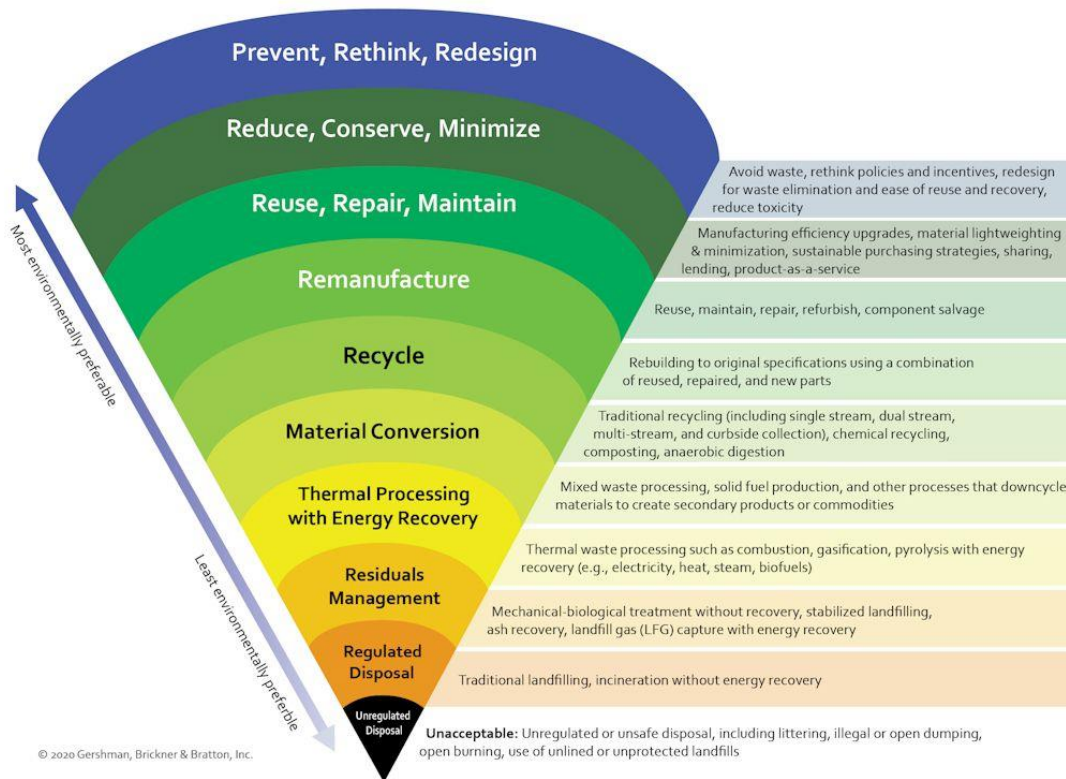 Prevent, Rethink, Redesign
Reduce, Conserve, Minimize
Reuse, Repair, Maintain
Remanufacture
Recycle
Material Conversion
Thermal Processing
with Energy Recovery
Residuals
Management
Regulated
Disposal
Unregulated
Disposal
Most environmentally preferable
Least environmentally preferble
Avoid waste, rethink policies and incentives, redesign
for waste elimination and ease of reuse and recovery,
reduce toxicity
Manufacturing efficiency upgrades, material lightweighting
& minimization, sustainable purchasing strategies, sharing,
lending, product-as-a-service
Reuse, maintain, repair, refurbish, component salvage
Rebuilding to original specifications using a combination
of reused, repaired, and new parts
Traditional recycling (including single stream, dual stream,
multi-stream, and curbside collection), chemical recycling,
composting, anaerobic digestion
Mixed waste processing, solid fuel production, and other processes that downcycle
materials to create secondary products or commodities
Thermal waste processing such as combustion, gasification, pyrolysis with energy
recovery (e.g., electricity, heat, steam, biofuels)
Mechanical-biological treatment without recovery, stabilized landfilling,
ash recovery, landfill gas (LFG) capture with energy recovery
Traditional landfilling, incineration without energy recovery
Unacceptable: Unregulated or unsafe disposal, including littering, illegal or open dumping,
open burning, use of unlined or unprotected landfills
© 2020 Gershman, Brickner & Bratton, Inc.